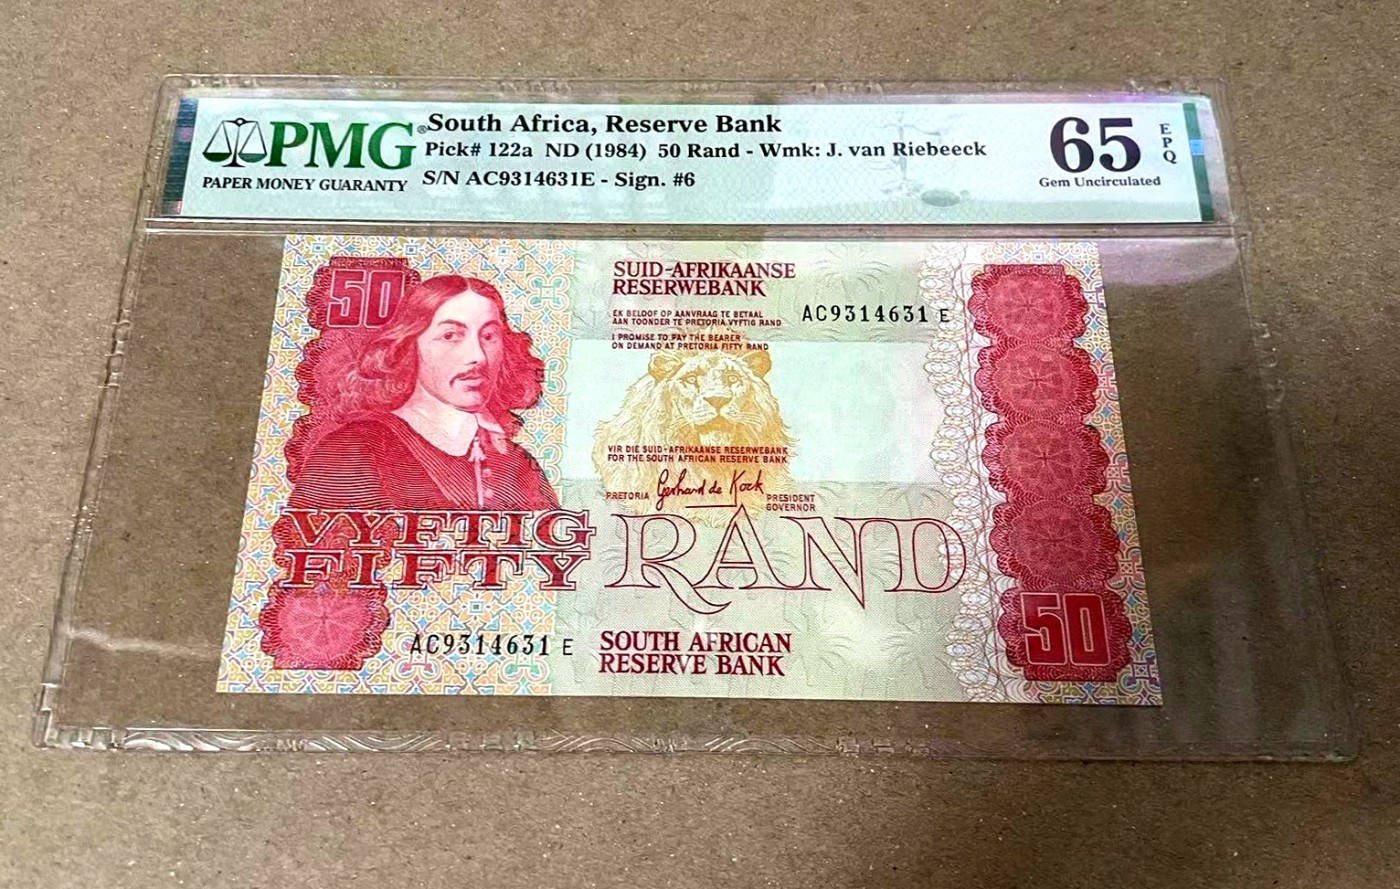 PMG®
PAPER MONEY GUARANTY
South Africa, Reserve Bank
Pick# 122a ND (1984) 50 Rand - Wmk: J. van Riebeeck
S/N AC9314631E - Sign. #6
65
EPQ
Gem Uncirculated
50
SUID-AFRIKAANSE
RESERWEBANK
EK BELOOF OP AANVRAAG TE BETAAL
AAN TOONDER TE PRETORIA VYFTIG RAND
AC9314631 E
I PROMISE TO PAY THE BEARER
ON DEMAND AT PRETORIA FIFTY RAND
VIR DIE SUID-AFRIKAANSE RESERWEBANK
FOR THE SOUTH AFRICAN RESERVE BANK
PRETORIA Gerhard de Kock PRESIDENT
GOVERNOR
VYFTIG
FIFTY
RAND
50
AC9314631 E
SOUTH AFRICAN
RESERVE BANK